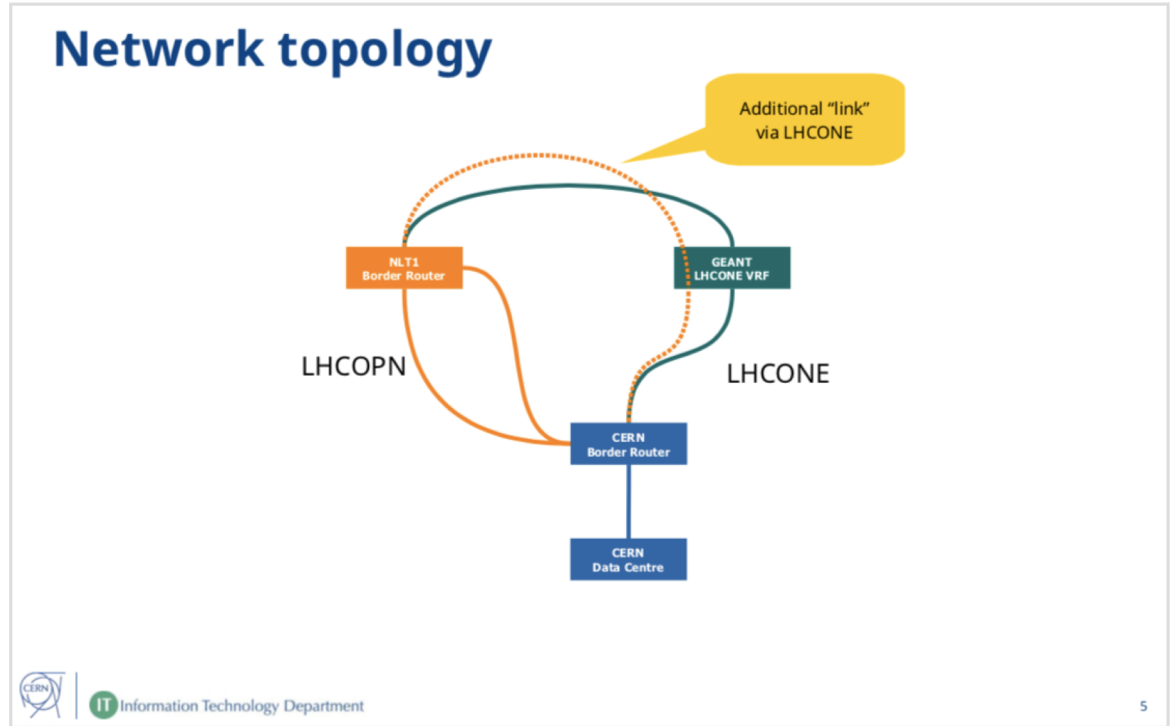 Network topology
Additional “link”
via LHCONE
NLT1
Border Router
GEANT
LHCONE VRF
LHCOPN
LHCONE
CERN
Border Router
CERN
Data Centre
CERN
IT Information Technology Department
5